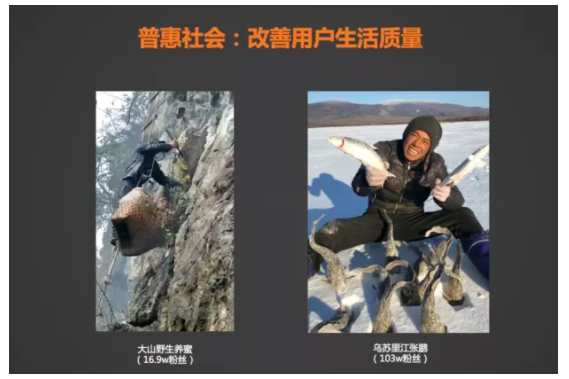 普惠社会：改善用户生活质量
大山野生养蜜
（16.9w粉丝）
乌苏里江张鹏
（103w粉丝）